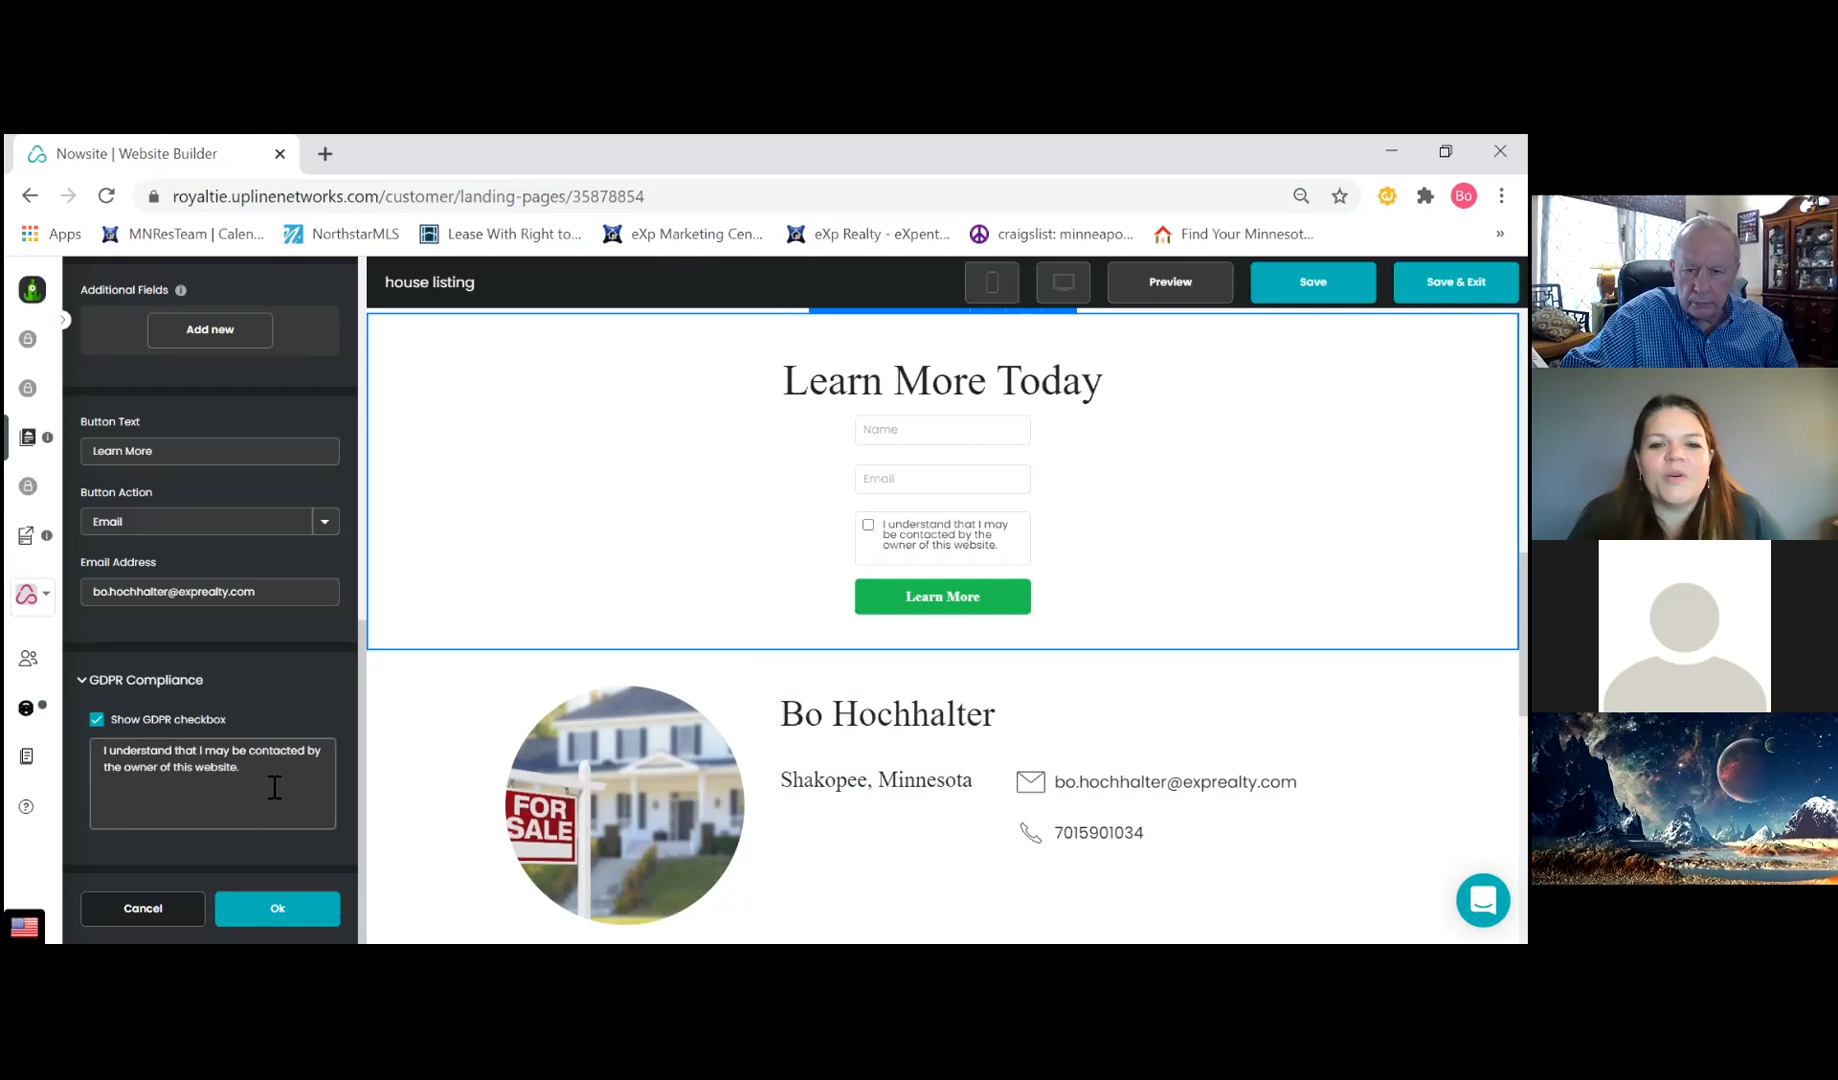 Nowsite | Website Builder
royaltie.uplinenetworks.com/customer/landing-pages/35878854
Bo
Apps
MNResTeam | Calen...
NorthstarMLS
Lease With Right to...
eXp Marketing Cen...
eXp Realty - eXpent...
craigslist: minneapo...
Find Your Minnesot...
»
Additional Fields
Add new
Button Text
Learn More
Button Action
Email
Email Address
bo.hochhalter@exprealty.com
GDPR Compliance
Show GDPR checkbox
I understand that I may be contacted by
the owner of this website.
Cancel
Ok
house listing
Preview
Save
Save & Exit
Learn More Today
Name
Email
I understand that I may
be contacted by the
owner of this website.
Learn More
FOR
SALE
Bo Hochhalter
Shakopee, Minnesota
bo.hochhalter@exprealty.com
7015901034